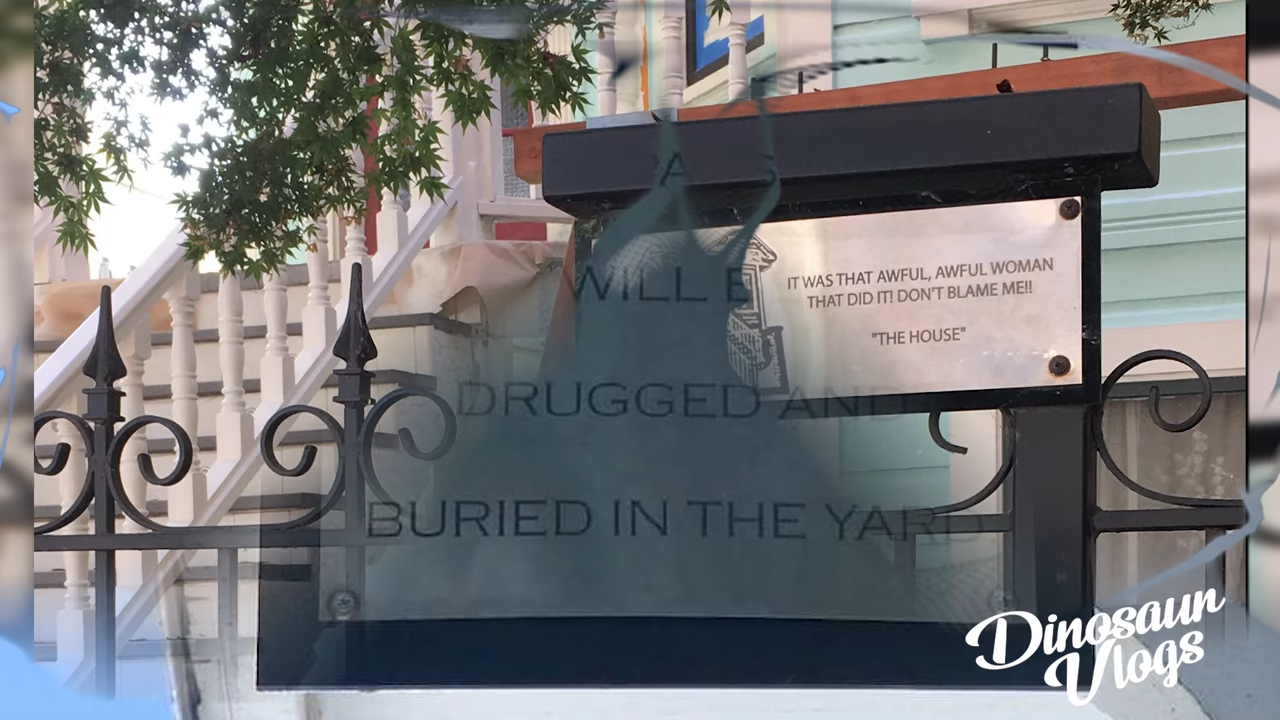 IT WAS THAT AWFUL, AWFUL WOMAN
THAT DID IT! DON'T BLAME ME!!
"THE HOUSE"
WILL
DRUGGED AND
BURIED IN THE YARD
Dinosaur
Vlogs